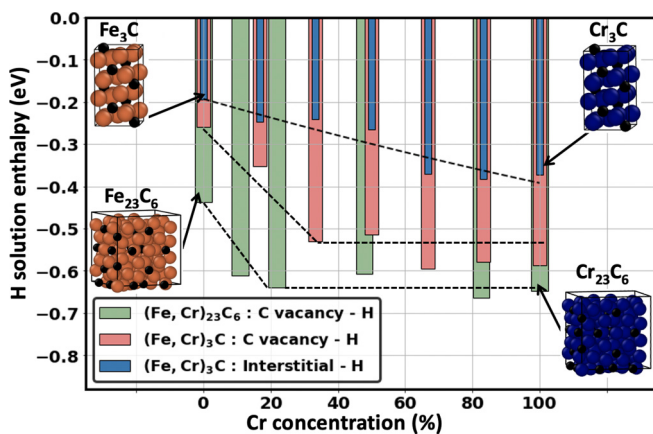 Fe₃C
Cr₃C
0.0
−0.1
−0.2
−0.3
−0.4
−0.5
−0.6
−0.7
−0.8
H solution enthalpy (eV)
Fe₂₃C₆
Cr₂₃C₆
(Fe, Cr)₂₃C₆ : C vacancy - H
(Fe, Cr)₃C : C vacancy - H
(Fe, Cr)₃C : Interstitial - H
0 20 40 60 80 100
Cr concentration (%)